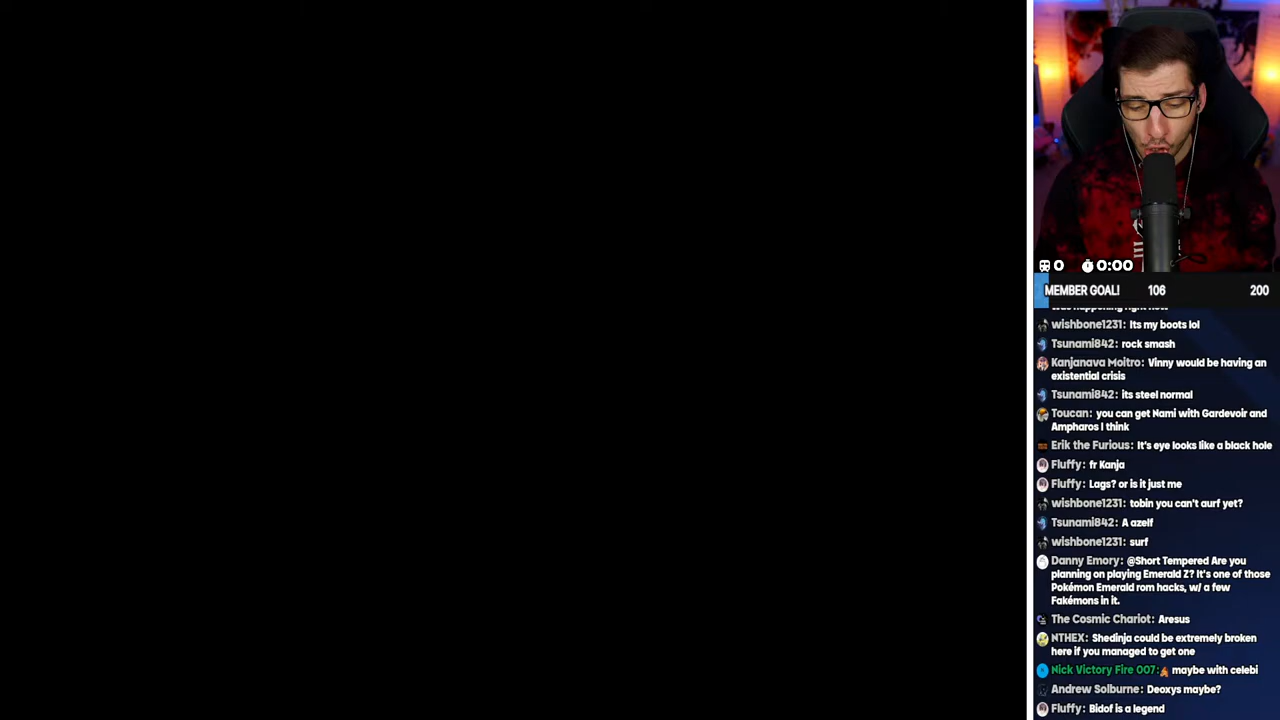 0 0:00
MEMBER GOAL! 106 200
was happening right now
wishbone1231: Its my boots lol
Tsunami842: rock smash
Kanjanava Moitro: Vinny would be having an
existential crisis
Tsunami842: its steel normal
Toucan: you can get Nami with Gardevoir and
Ampharos I think
Erik the Furious: It's eye looks like a black hole
Fluffy: fr Kanja
Fluffy: Lags? or is it just me
wishbone1231: tobin you can't aurf yet?
Tsunami842: A azelf
wishbone1231: surf
Danny Emory: @Short Tempered Are you
planning on playing Emerald Z? It's one of those
Pokémon Emerald rom hacks, w/ a few
Fakémons in it.
The Cosmic Chariot: Aresus
NTHEX: Shedinja could be extremely broken
here if you managed to get one
Nick Victory Fire 007: maybe with celebi
Andrew Solburne: Deoxys maybe?
Fluffy: Bidof is a legend